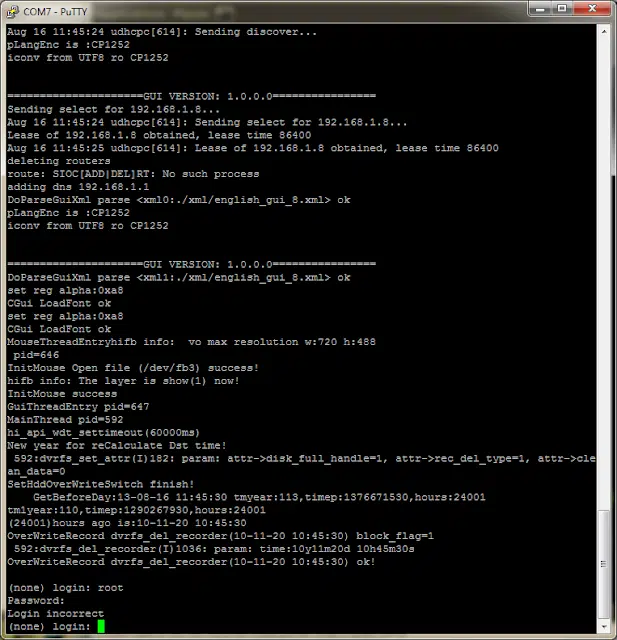 COM7 - PuTTY
Aug 16 11:45:24 udhcpc[614]: Sending discover...
pLangEnc is :CP1252
iconv from UTF8 ro CP1252
=====================GUI VERSION: 1.0.0.0================
Sending select for 192.168.1.8...
Aug 16 11:45:24 udhcpc[614]: Sending select for 192.168.1.8...
Lease of 192.168.1.8 obtained, lease time 86400
Aug 16 11:45:25 udhcpc[614]: Lease of 192.168.1.8 obtained, lease time 86400
deleting routers
route: SIOC[ADD|DEL]RT: No such process
adding dns 192.168.1.1
DoParseGuiXml parse <xml0:./xml/english_gui_8.xml> ok
pLangEnc is :CP1252
iconv from UTF8 ro CP1252
=====================GUI VERSION: 1.0.0.0================
DoParseGuiXml parse <xml1:./xml/english_gui_8.xml> ok
set reg alpha:0xa8
CGui LoadFont ok
set reg alpha:0xa8
CGui LoadFont ok
MouseThreadEntryhifb info:  vo max resolution w:720 h:488
 pid=646
InitMouse Open file (/dev/fb3) success!
hifb info: The layer is show(1) now!
InitMouse success
GuiThreadEntry pid=647
MainThread pid=592
hi_api_wdt_settimeout(60000ms)
New year for reCalculate Dst time!
 592:dvrfs_set_attr(I)182: param: attr->disk_full_handle=1, attr->rec_del_type=1, attr->cle
an_data=0
SetHddOverWriteSwitch finish!
    GetBeforeDay:13-08-16 11:45:30 tmyear:113,timep:1376671530,hours:24001
tm1year:110,timep:1290267930,hours:24001
(24001)hours ago is:10-11-20 10:45:30
OverWriteRecord dvrfs_del_recorder(10-11-20 10:45:30) block_flag=1
 592:dvrfs_del_recorder(I)1036: param: time:10y11m20d 10h45m30s
OverWriteRecord dvrfs_del_recorder(10-11-20 10:45:30) ok!
(none) login: root
Password:
Login incorrect
(none) login: